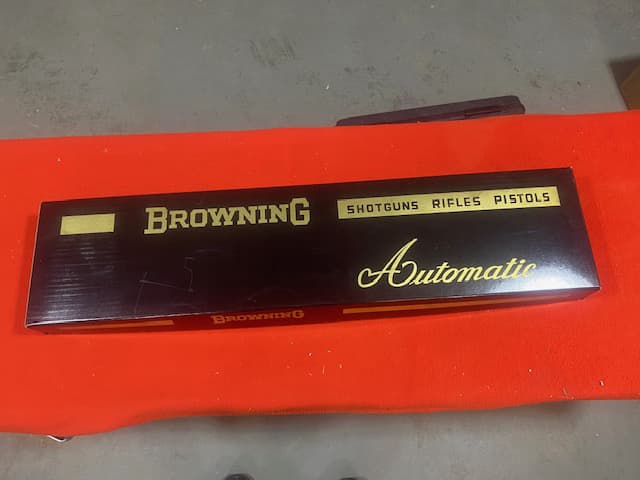 BROWNING
SHOTGUNS RIFLES PISTOLS
Automatic
BROWNING